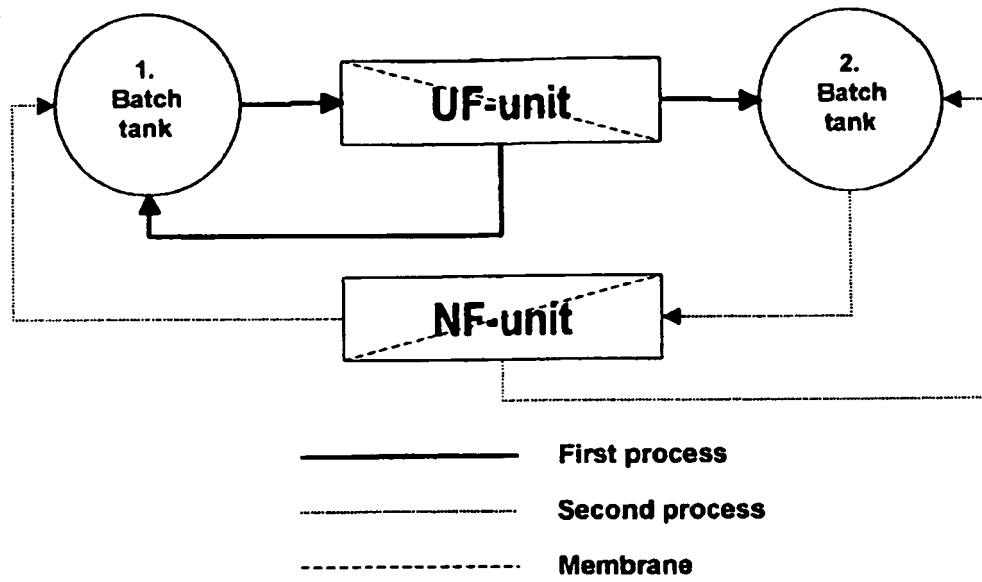 1.
Batch
tank
UF-unit
2.
Batch
tank
NF-unit
First process
Second process
Membrane